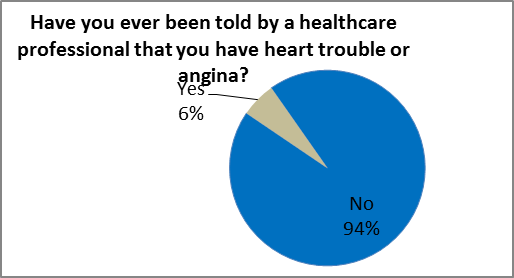 Have you ever been told by a healthcare
professional that you have heart trouble or
angina?
Yes
6%
No
94%